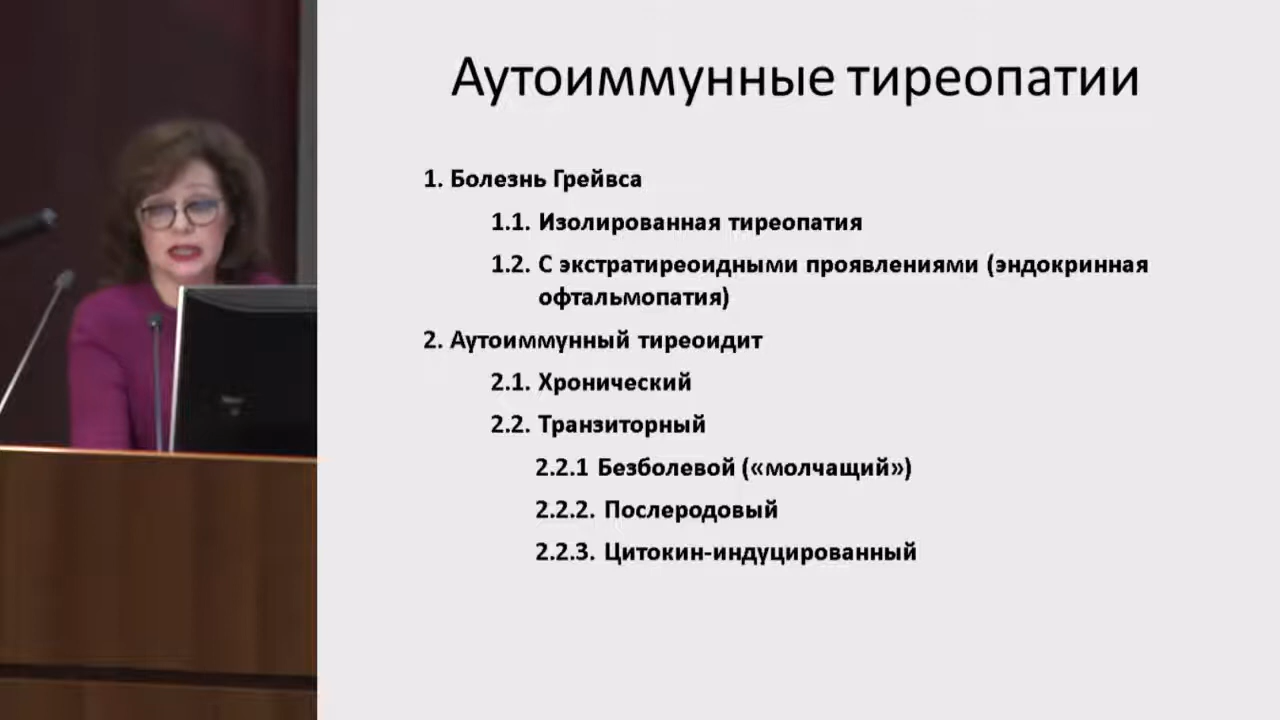 Аутоиммунные тиреопатии
1. Болезнь Грейвса
1.1. Изолированная тиреопатия
1.2. С экстратиреоидными проявлениями (эндокринная
офтальмопатия)
2. Аутоиммунный тиреоидит
2.1. Хронический
2.2. Транзиторный
2.2.1 Безболевой («молчащий»)
2.2.2. Послеродовый
2.2.3. Цитокин-индуцированный